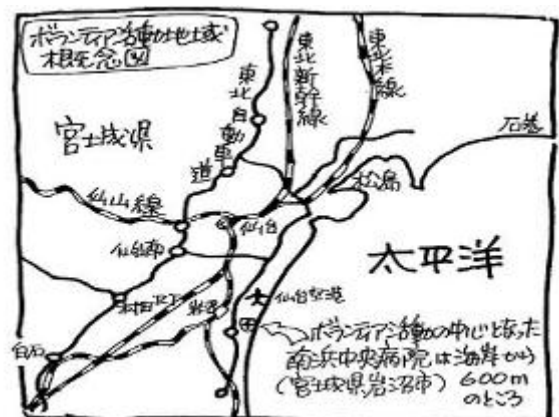 ボランティア活動地域
概念図
東北自動車道
東北新幹線
東北本線
宮城県
石巻
松島
仙山線
仙台
仙台南
太平洋
村田
岩沼
仙台空港
白石
ボランティア活動の中心となった
南浜中央病院は海岸から
(宮城県岩沼市) 600m
のところ